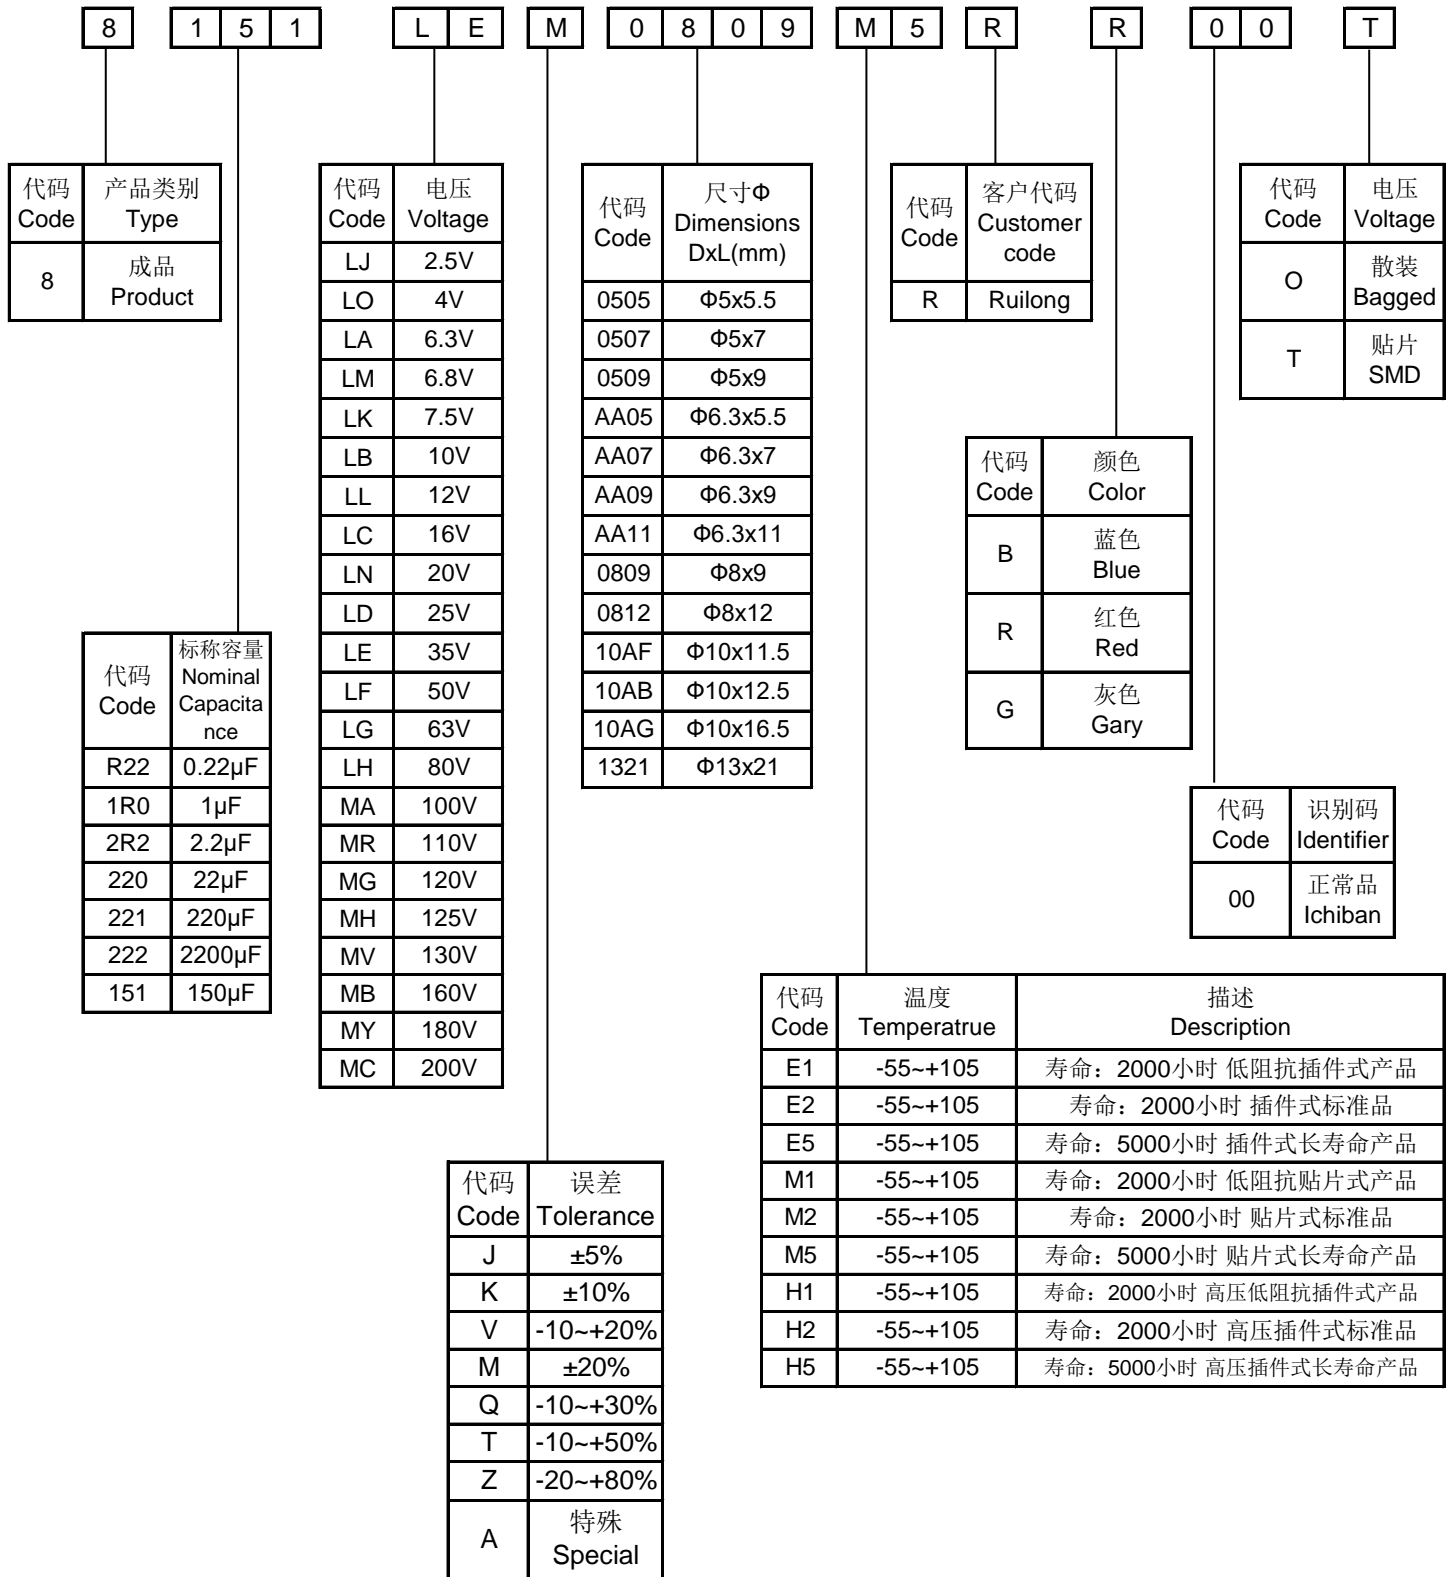 8 1 5 1 L E M 0 8 0 9 M 5 R R 0 0 T
代码 产品类别
Code Type
8 成品
Product
代码 标称容量
Code Nominal
Capacita
nce
R22 0.22µF
1R0 1µF
2R2 2.2µF
220 22µF
221 220µF
222 2200µF
151 150µF
代码 电压
Code Voltage
LJ 2.5V
LO 4V
LA 6.3V
LM 6.8V
LK 7.5V
LB 10V
LL 12V
LC 16V
LN 20V
LD 25V
LE 35V
LF 50V
LG 63V
LH 80V
MA 100V
MR 110V
MG 120V
MH 125V
MV 130V
MB 160V
MY 180V
MC 200V
代码 误差
Code Tolerance
J ±5%
K ±10%
V -10~+20%
M ±20%
Q -10~+30%
T -10~+50%
Z -20~+80%
A 特殊
Special
代码 尺寸Φ
Code Dimensions
DxL(mm)
0505 Φ5x5.5
0507 Φ5x7
0509 Φ5x9
AA05 Φ6.3x5.5
AA07 Φ6.3x7
AA09 Φ6.3x9
AA11 Φ6.3x11
0809 Φ8x9
0812 Φ8x12
10AF Φ10x11.5
10AB Φ10x12.5
10AG Φ10x16.5
1321 Φ13x21
代码 温度 描述
Code Temperatrue Description
E1 -55~+105 寿命：2000小时 低阻抗插件式产品
E2 -55~+105 寿命：2000小时 插件式标准品
E5 -55~+105 寿命：5000小时 插件式长寿命产品
M1 -55~+105 寿命：2000小时 低阻抗贴片式产品
M2 -55~+105 寿命：2000小时 贴片式标准品
M5 -55~+105 寿命：5000小时 贴片式长寿命产品
H1 -55~+105 寿命：2000小时 高压低阻抗插件式产品
H2 -55~+105 寿命：2000小时 高压插件式标准品
H5 -55~+105 寿命：5000小时 高压插件式长寿命产品
代码 客户代码
Code Customer
code
R Ruilong
代码 颜色
Code Color
B 蓝色
Blue
R 红色
Red
G 灰色
Gary
代码 识别码
Code Identifier
00 正常品
Ichiban
代码 电压
Code Voltage
O 散装
Bagged
T 贴片
SMD